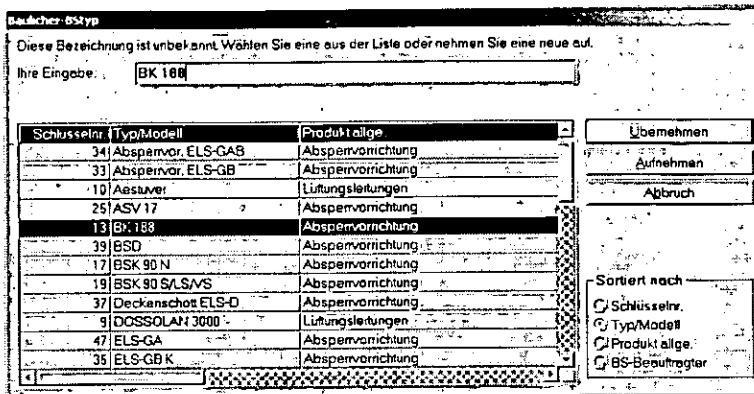 Baulicher-BStyp
Diese Bezeichnung ist unbekannt. Wählen Sie eine aus der Liste oder nehmen Sie eine neue auf.
Ihre Eingabe: BK 188
Schlüsselnr. Typ/Modell Produkt allge.
34 Absperrvor. ELS-GAB Absperrvorrichtung
33 Absperrvor. ELS-GB Absperrvorrichtung
10 Aestuver Lüftungsleitungen
25 ASV 17 Absperrvorrichtung
13 BK 188 Absperrvorrichtung
39 BSD Absperrvorrichtung
17 BSK 90 N Absperrvorrichtung
19 BSK 90 S/LS/VS Absperrvorrichtung
37 Deckenschott ELS-D Absperrvorrichtung
9 DOSSOLAN 3000 Lüftungsleitungen
47 ELS-GA Absperrvorrichtung
35 ELS-GB K Absperrvorrichtung
Übernehmen
Aufnehmen
Abbruch
Sortiert nach
Schlüsselnr.
Typ/Modell
Produkt allge.
BS-Beauftragter